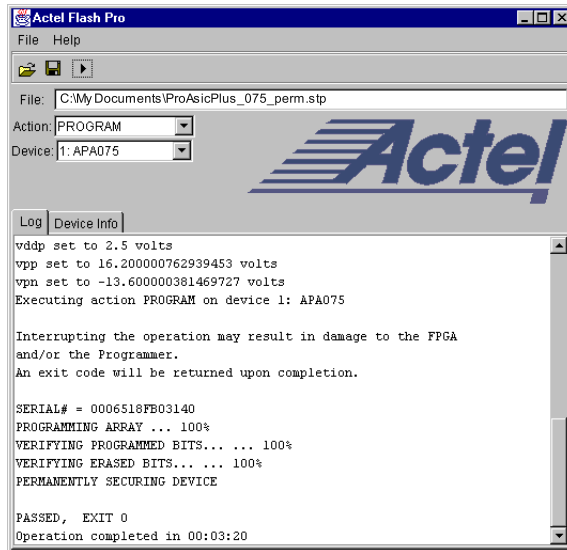 Actel Flash Pro
File Help
File: C:\My Documents\ProAsicPlus_075_perm.stp
Action: PROGRAM
Device: 1: APA075
Actel
Log Device Info
vddp set to 2.5 volts
vpp set to 16.200000762939453 volts
vpn set to -13.600000381469727 volts
Executing action PROGRAM on device 1: APA075
Interrupting the operation may result in damage to the FPGA
and/or the Programmer.
An exit code will be returned upon completion.
SERIAL# = 0006518FB03140
PROGRAMMING ARRAY ... 100%
VERIFYING PROGRAMMED BITS... ... 100%
VERIFYING ERASED BITS... ... 100%
PERMANENTLY SECURING DEVICE
PASSED, EXIT 0
Operation completed in 00:03:20